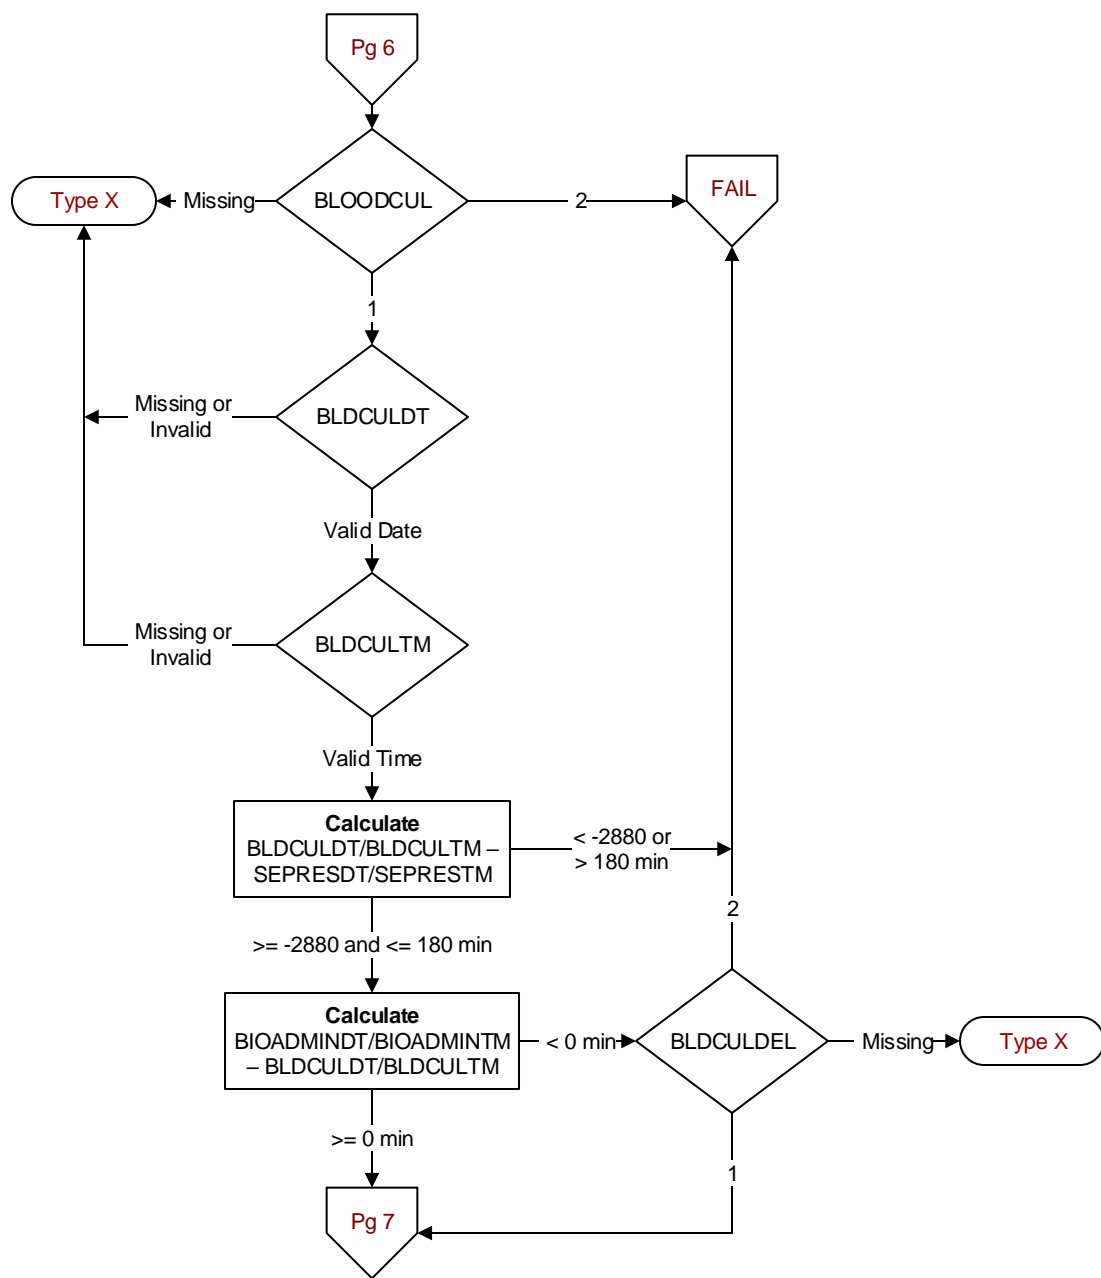 Pg 6
Type X
Missing
BLOODCUL
2
FAIL
1
Missing or
Invalid
BLDCULDT
Valid Date
Missing or
Invalid
BLDCULTM
Valid Time
Calculate
BLDCULDT/BLDCULTM –
SEPRESDT/SEPRESTM
< -2880 or
> 180 min
2
>= -2880 and <= 180 min
Calculate
BIOADMINDT/BIOADMINTM
– BLDCULDT/BLDCULTM
< 0 min
BLDCULDEL
Missing
Type X
>= 0 min
1
Pg 7